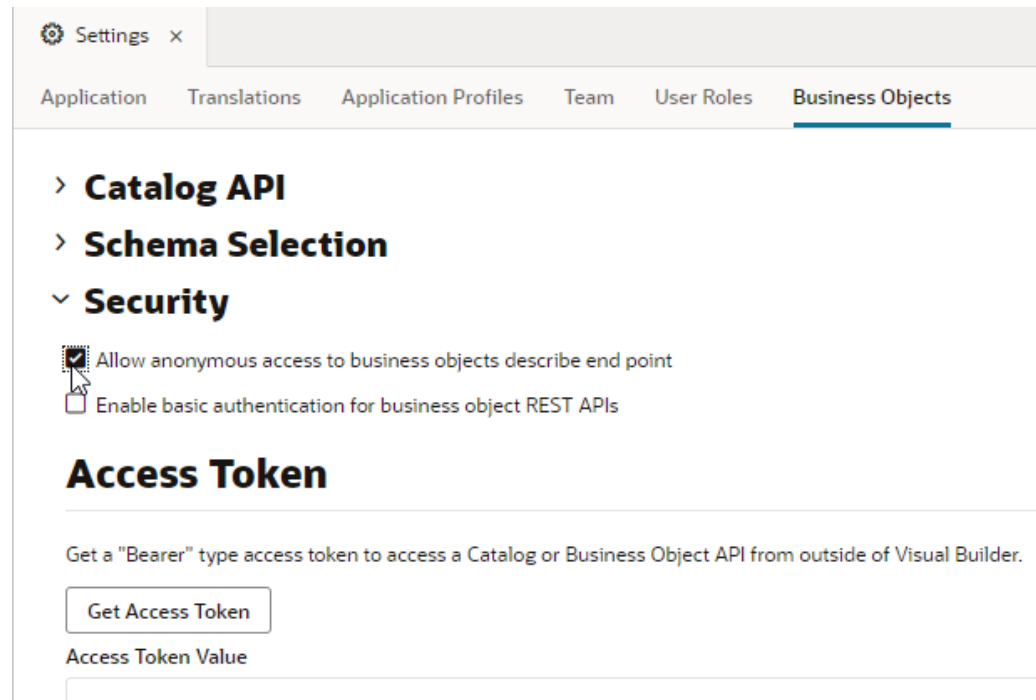 Settings ×
Application Translations Application Profiles Team User Roles Business Objects
Catalog API
Schema Selection
Security
Allow anonymous access to business objects describe end point
Enable basic authentication for business object REST APIs
Access Token
Get a "Bearer" type access token to access a Catalog or Business Object API from outside of Visual Builder.
Get Access Token
Access Token Value